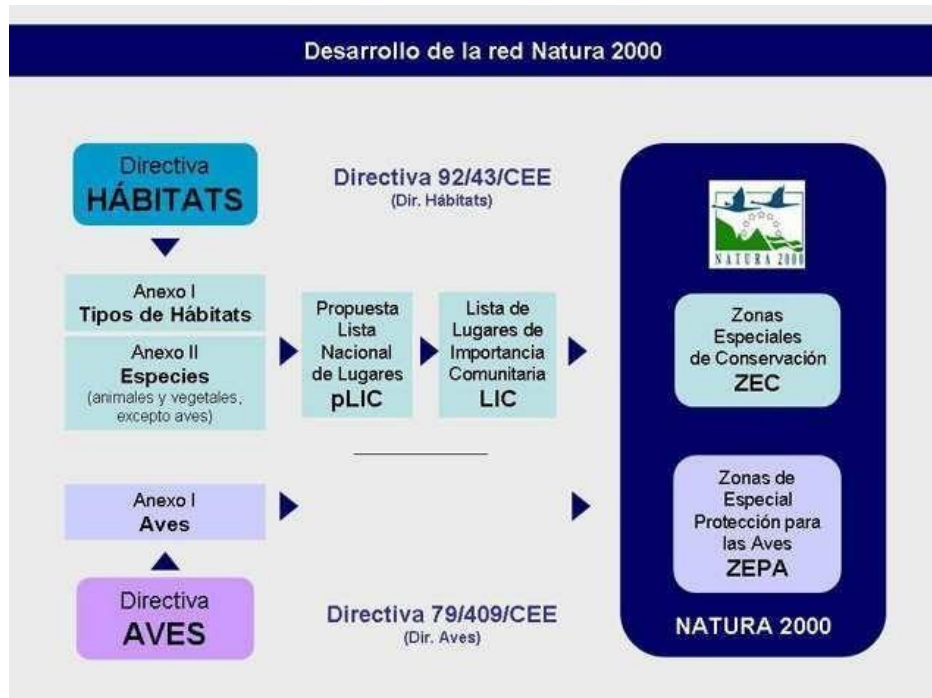 Desarrollo de la red Natura 2000
Directiva
HÁBITATS
Directiva 92/43/CEE
(Dir. Hábitats)
NATURA 2000
Anexo I
Tipos de Hábitats
Anexo II
Especies
(animales y vegetales,
excepto aves)
Propuesta
Lista
Nacional
de Lugares
pLIC
Lista de
Lugares de
Importancia
Comunitaria
LIC
Zonas
Especiales
de Conservación
ZEC
Anexo I
Aves
Zonas de
Especial
Protección para
las Aves
ZEPA
Directiva
AVES
Directiva 79/409/CEE
(Dir. Aves)
NATURA 2000